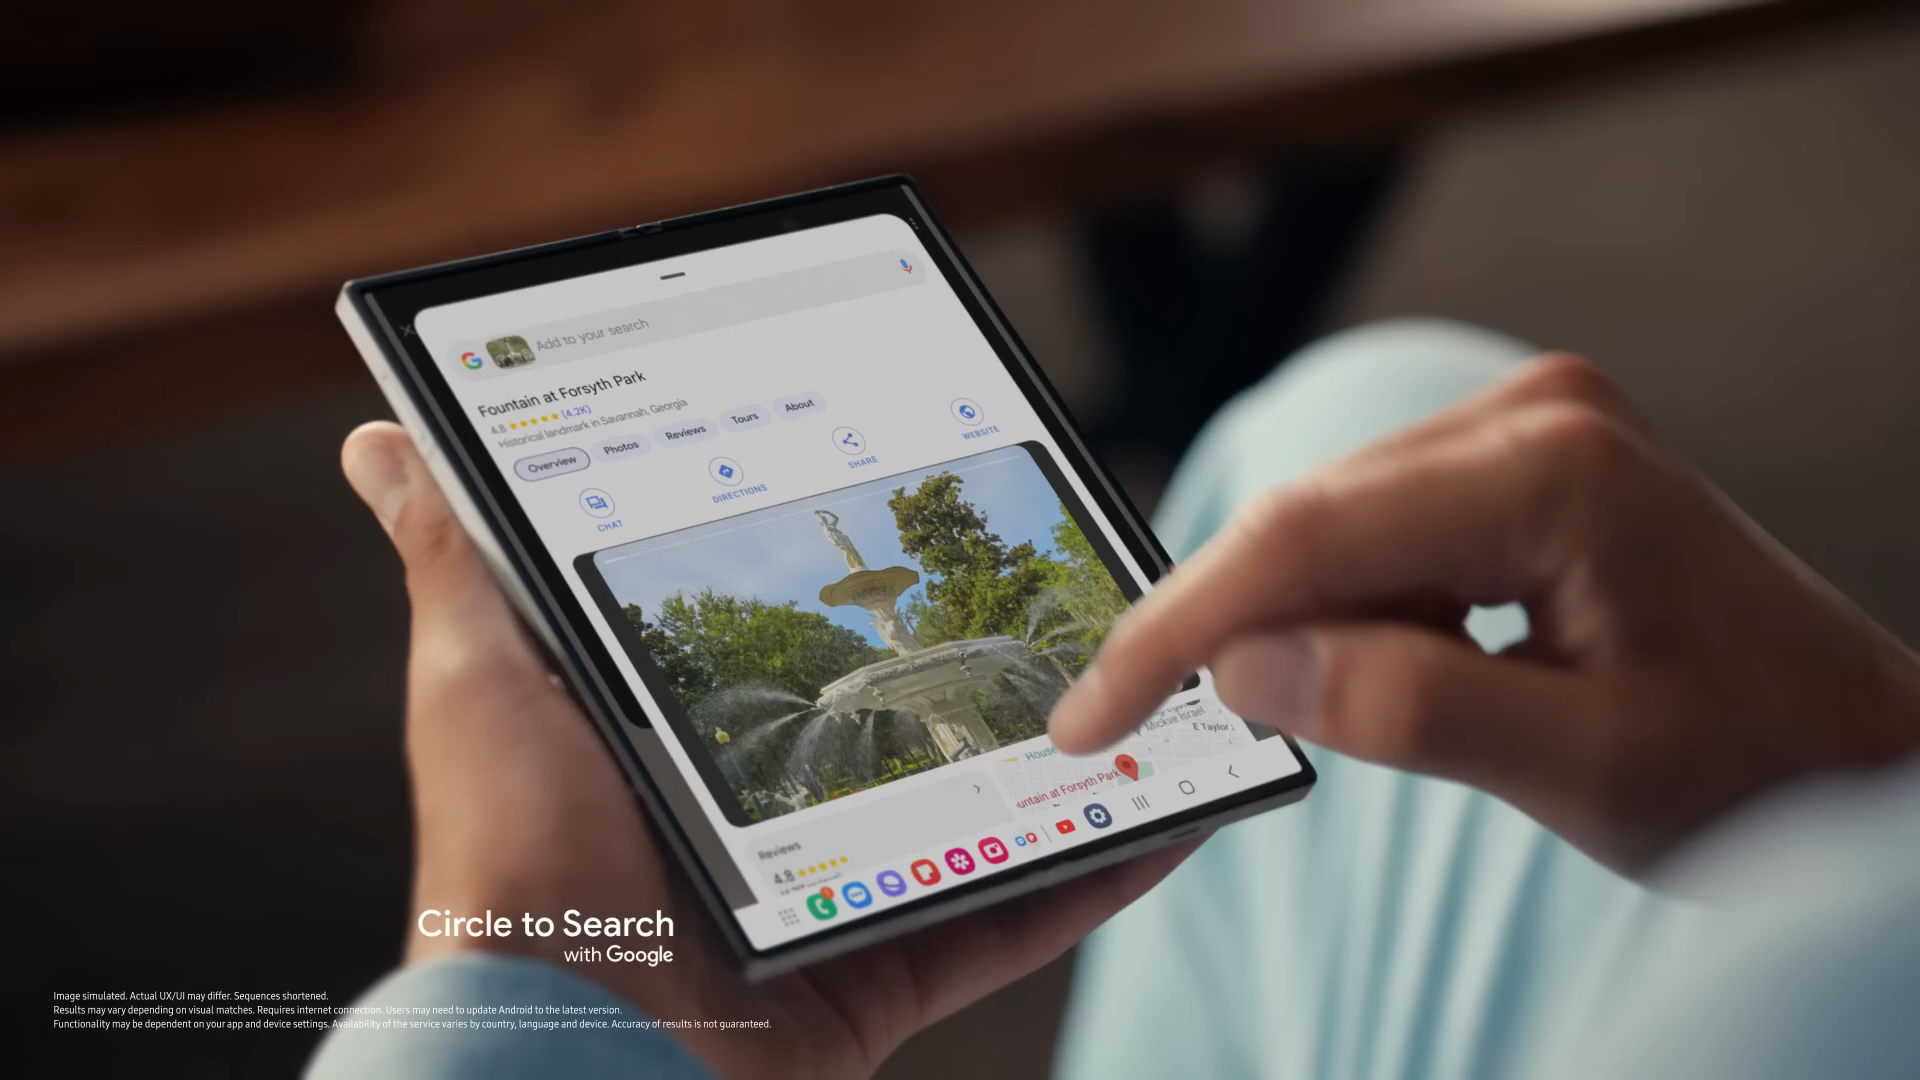 Add to your search
Fountain at Forsyth Park
4.8 (4.2K)
Historical landmark in Savannah, Georgia
Overview
Photos
Reviews
Tours
About
CHAT
DIRECTIONS
SHARE
WEBSITE
Mickve Israel
E Taylor
House
untain at Forsyth Park
Reviews
4.8
Circle to Search
with Google
Image simulated. Actual UX/UI may differ. Sequences shortened.
Results may vary depending on visual matches. Requires internet connection. Users may need to update Android to the latest version.
Functionality may be dependent on your app and device settings. Availability of the service varies by country, language and device. Accuracy of results is not guaranteed.